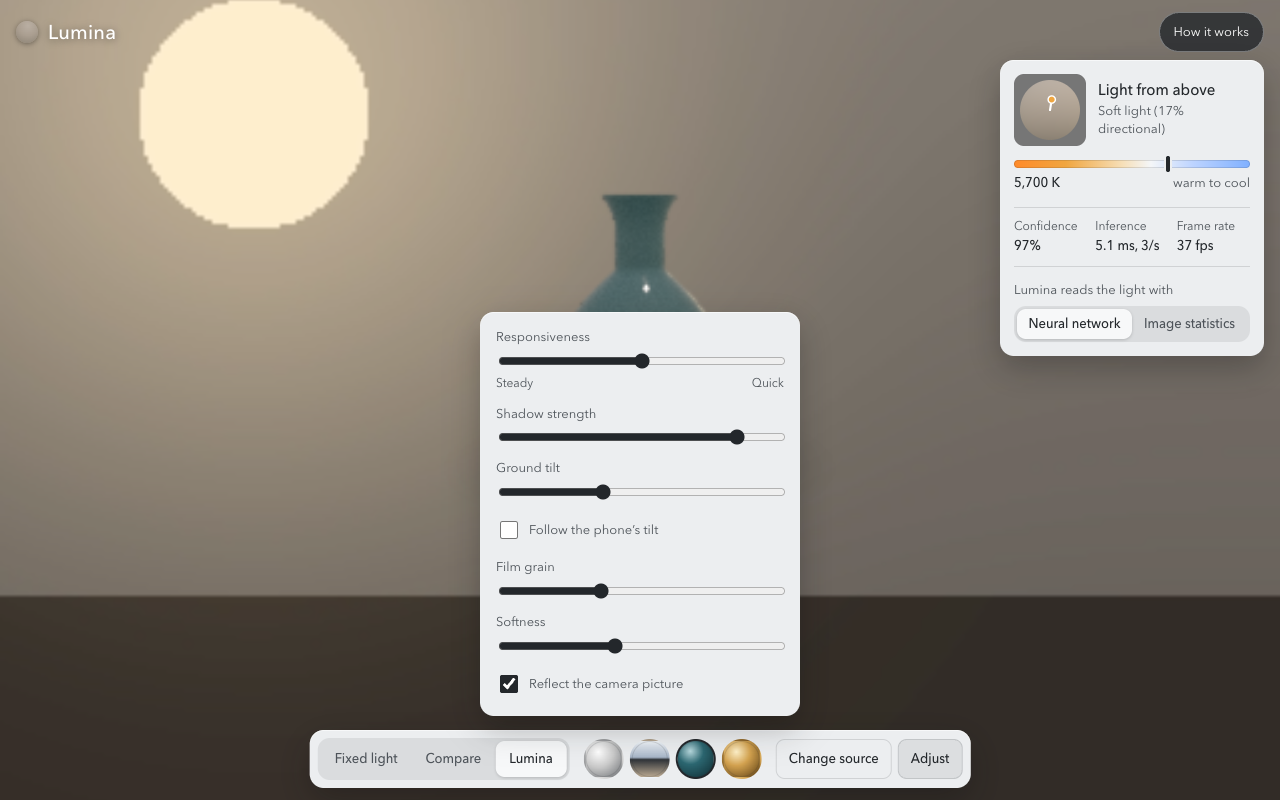 Lumina
How it works
Light from above
Soft light (17%
directional)
5,700 K
warm to cool
Confidence
Inference
Frame rate
97%
5.1 ms, 3/s
37 fps
Lumina reads the light with
Neural network
Image statistics
Responsiveness
Steady
Quick
Shadow strength
Ground tilt
Follow the phone’s tilt
Film grain
Softness
Reflect the camera picture
Fixed light
Compare
Lumina
Change source
Adjust